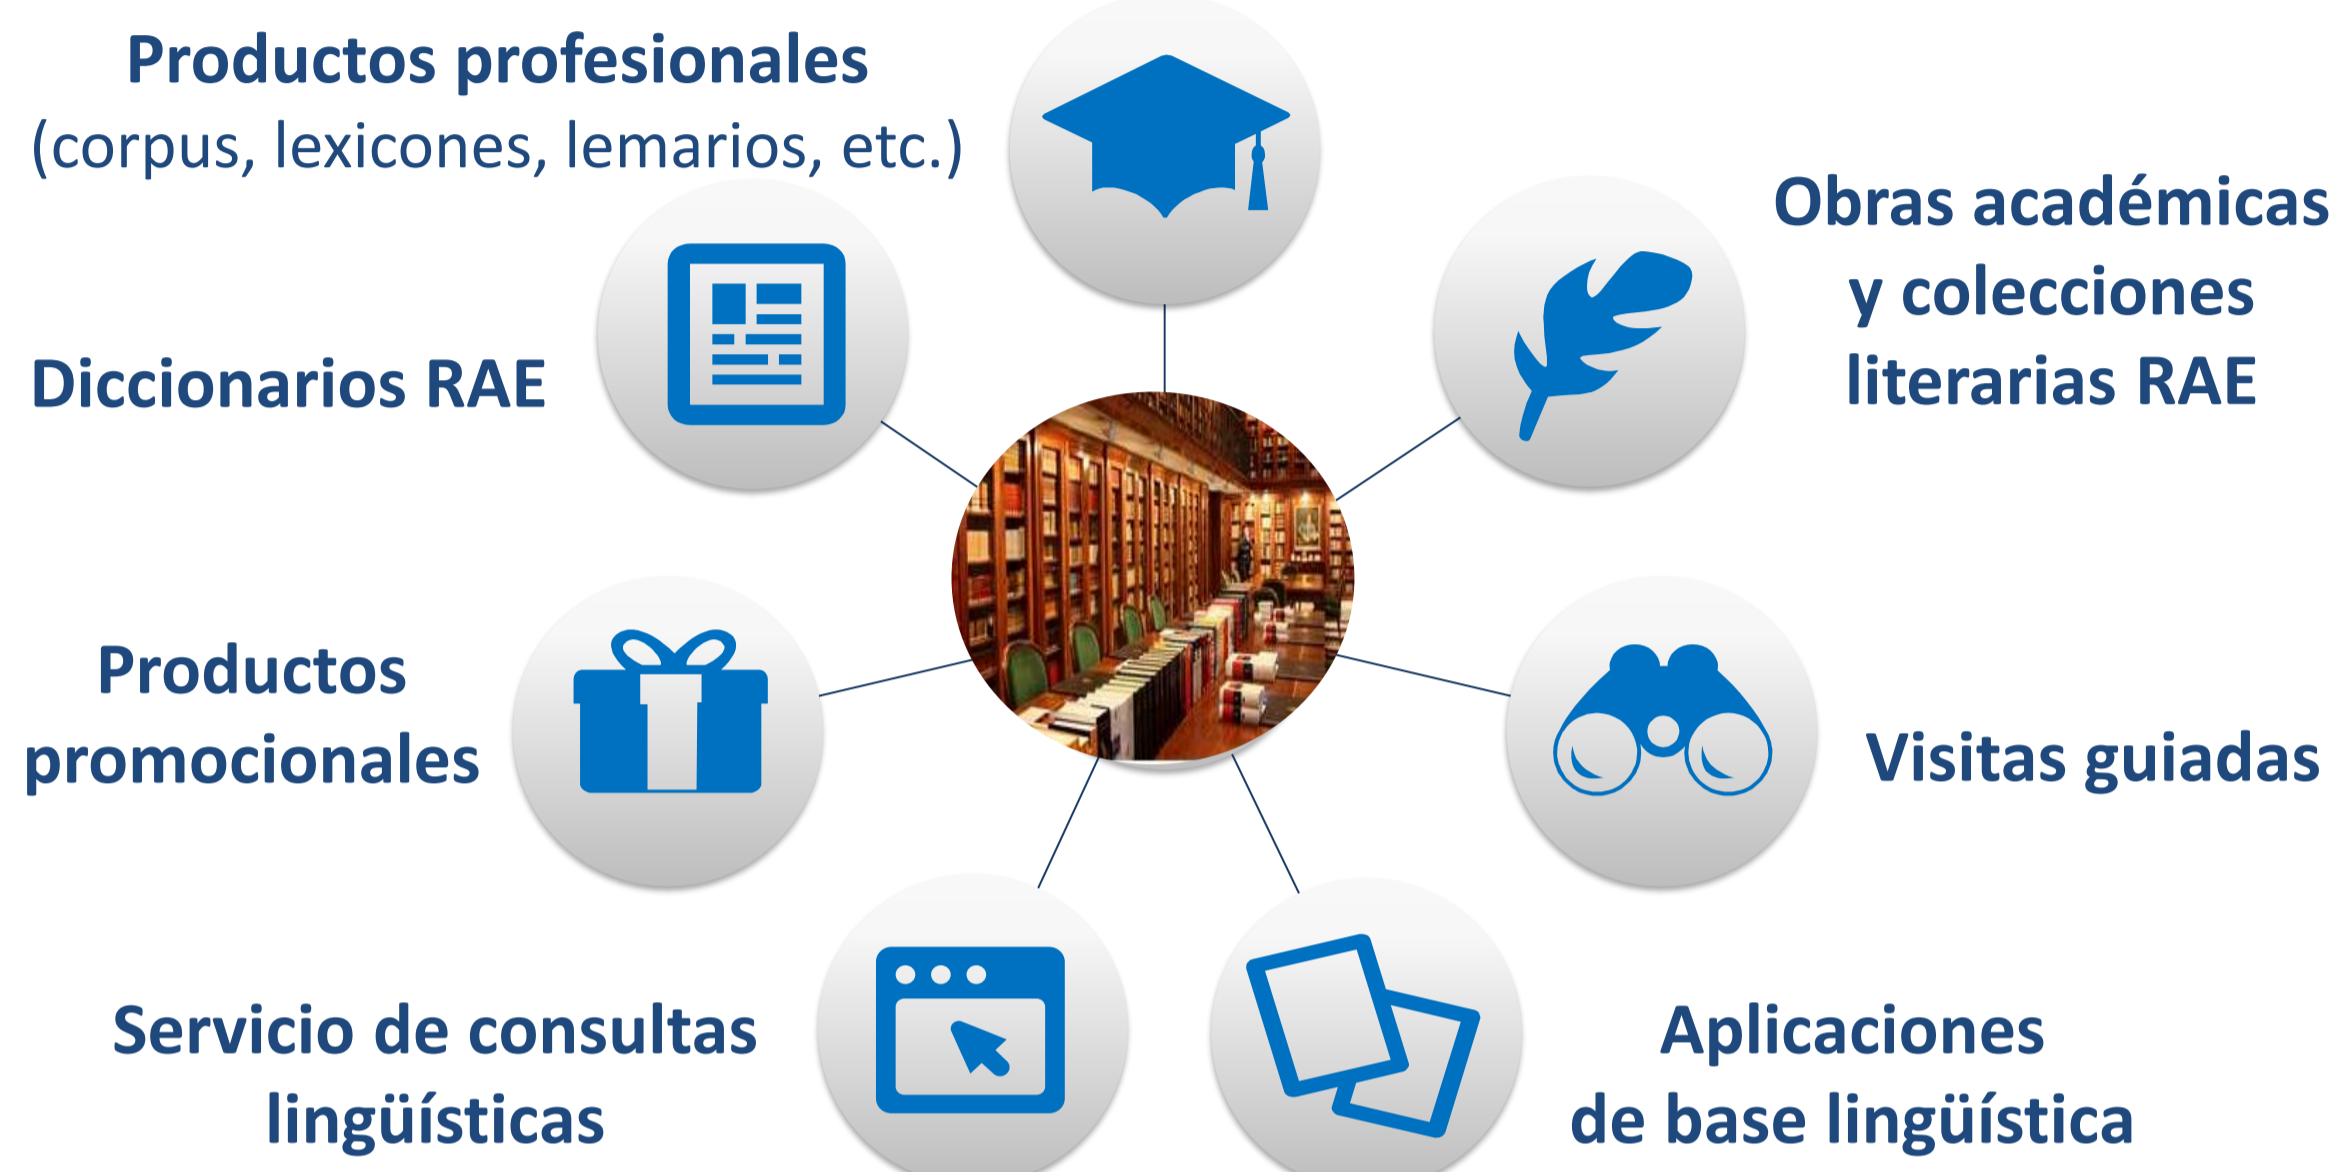 Productos profesionales
(corpus, lexicones, lemarios, etc.)
Obras académicas
y colecciones
literarias RAE
Diccionarios RAE
Productos
promocionales
Visitas guiadas
Servicio de consultas
lingüísticas
Aplicaciones
de base lingüística